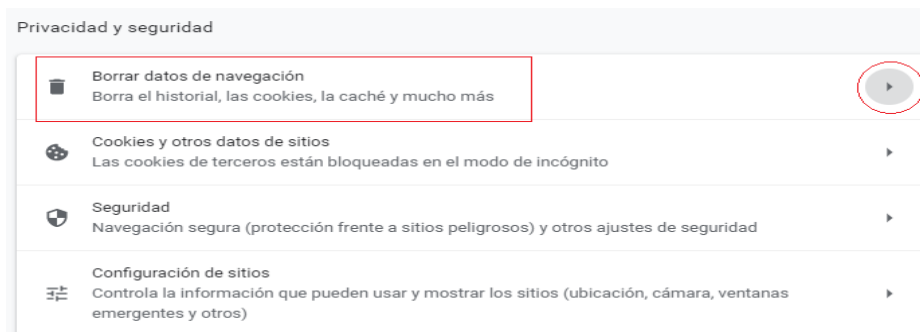 Privacidad y seguridad
Borrar datos de navegación
Borra el historial, las cookies, la caché y mucho más
Cookies y otros datos de sitios
Las cookies de terceros están bloqueadas en el modo de incógnito
Seguridad
Navegación segura (protección frente a sitios peligrosos) y otros ajustes de seguridad
Configuración de sitios
Controla la información que pueden usar y mostrar los sitios (ubicación, cámara, ventanas
emergentes y otros)